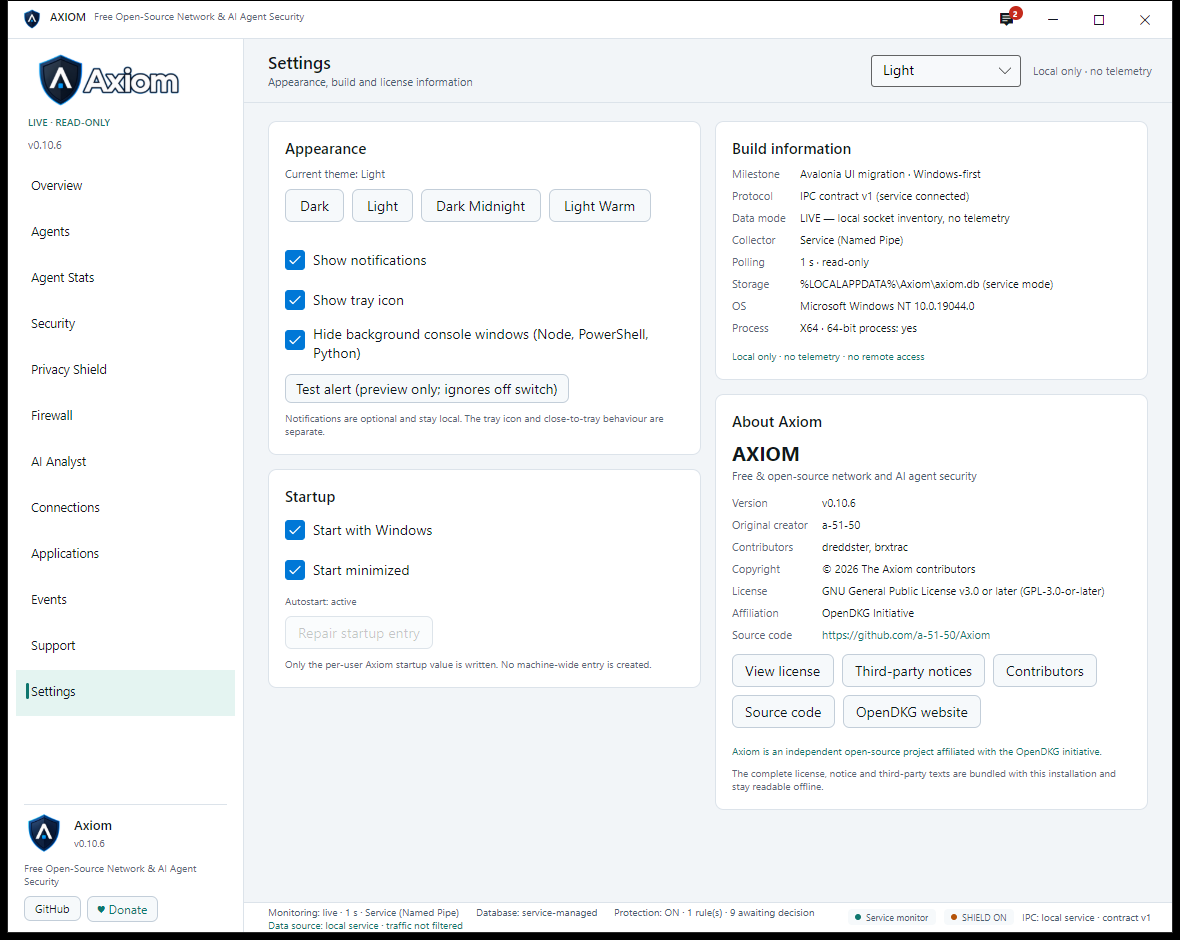 AXIOM Free Open-Source Network & AI Agent Security
2
Axiom
LIVE · READ-ONLY
v0.10.6
Overview
Agents
Agent Stats
Security
Privacy Shield
Firewall
AI Analyst
Connections
Applications
Events
Support
Settings
Axiom
v0.10.6
Free Open-Source Network & AI Agent
Security
GitHub
♥ Donate
Settings
Appearance, build and license information
Light
Local only · no telemetry
Appearance
Current theme: Light
Dark
Light
Dark Midnight
Light Warm
Show notifications
Show tray icon
Hide background console windows (Node, PowerShell,
Python)
Test alert (preview only; ignores off switch)
Notifications are optional and stay local. The tray icon and close-to-tray behaviour are
separate.
Startup
Start with Windows
Start minimized
Autostart: active
Repair startup entry
Only the per-user Axiom startup value is written. No machine-wide entry is created.
Build information
Milestone Avalonia UI migration · Windows-first
Protocol IPC contract v1 (service connected)
Data mode LIVE — local socket inventory, no telemetry
Collector Service (Named Pipe)
Polling 1 s · read-only
Storage %LOCALAPPDATA%\Axiom\axiom.db (service mode)
OS Microsoft Windows NT 10.0.19044.0
Process X64 · 64-bit process: yes
Local only · no telemetry · no remote access
About Axiom
AXIOM
Free & open-source network and AI agent security
Version v0.10.6
Original creator a-51-50
Contributors dreddster, brxtrac
Copyright © 2026 The Axiom contributors
License GNU General Public License v3.0 or later (GPL-3.0-or-later)
Affiliation OpenDKG Initiative
Source code https://github.com/a-51-50/Axiom
View license
Third-party notices
Contributors
Source code
OpenDKG website
Axiom is an independent open-source project affiliated with the OpenDKG initiative.
The complete license, notice and third-party texts are bundled with this installation and
stay readable offline.
Monitoring: live · 1 s · Service (Named Pipe) Database: service-managed Protection: ON · 1 rule(s) · 9 awaiting decision
Data source: local service · traffic not filtered
Service monitor
SHIELD ON
IPC: local service · contract v1